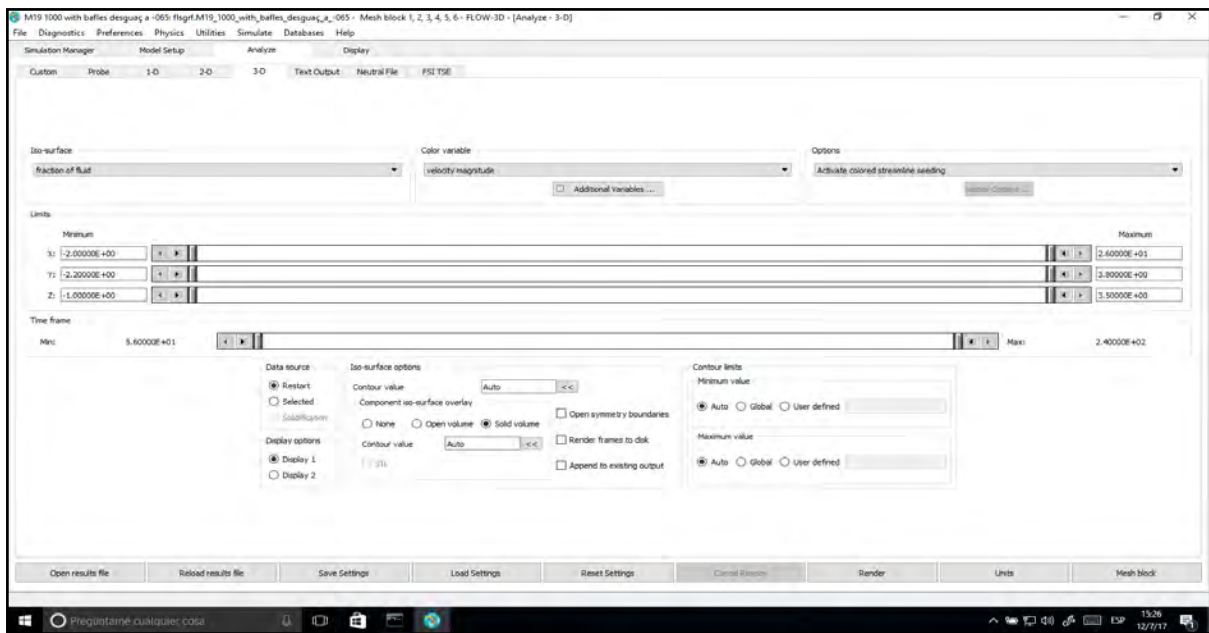 M19 1000 with bafles desguaç a -065: flsgrf.M19_1000_with_bafles_desguaç_a_-065 - Mesh block 1, 2, 3, 4, 5, 6 - FLOW-3D - [Analyze - 3-D]
File Diagnostics Preferences Physics Utilities Simulate Databases Help
Simulation Manager Model Setup Analyze Display
Custom Probe 1-D 2-D 3-D Text Output Neutral File FSI TSE
Iso-surface Color variable Options
fraction of fluid velocity magnitude Activate colored streamline seeding
Additional Variables ...
Limits
Minimum Maximum
X: -2.00000E+00 2.60000E+01
Y: -2.20000E+00 3.80000E+00
Z: -1.00000E+00 3.50000E+00
Time frame
Min: 5.60000E+01 Max: 2.40000E+02
Data source Iso-surface options Contour limits
Restart Contour value Auto << Minimum value
Selected Component iso-surface overlay Open symmetry boundaries Auto Global User defined
Solidification None Open volume Solid volume
Display options Contour value Auto << Render frames to disk Maximum value
Display 1 Append to existing output Auto Global User defined
Display 2
Open results file Reload results file Save Settings Load Settings Reset Settings Cancel Render Render Units Mesh block
Pregúntame cualquier cosa ESP 15:26
12/7/17